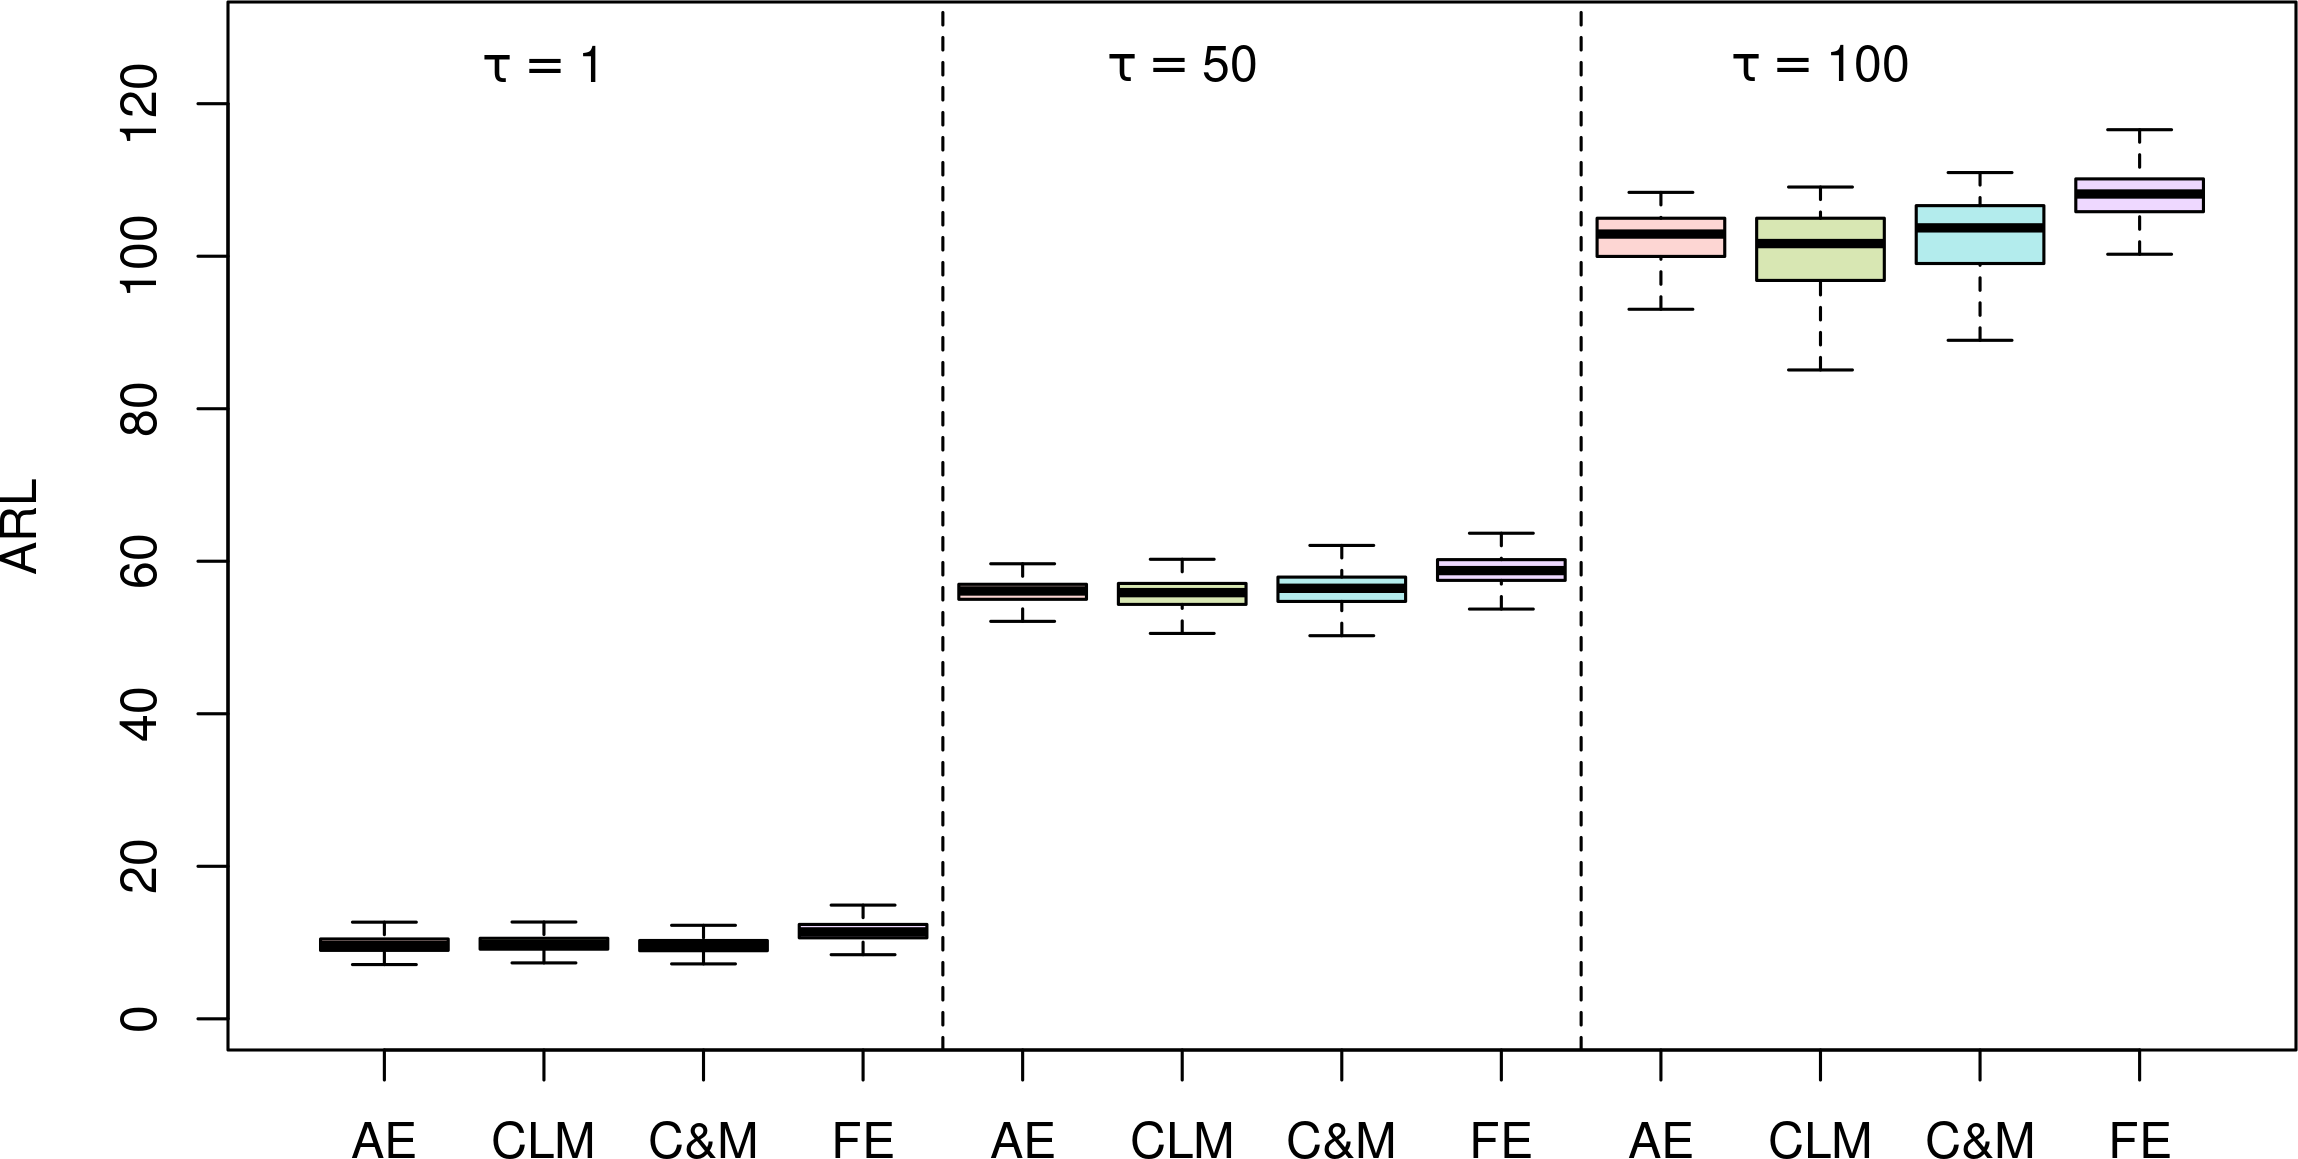 τ = 1
τ = 50
τ = 100
ARL
120
100
80
60
40
20
0
AE CLM C&M FE AE CLM C&M FE AE CLM C&M FE